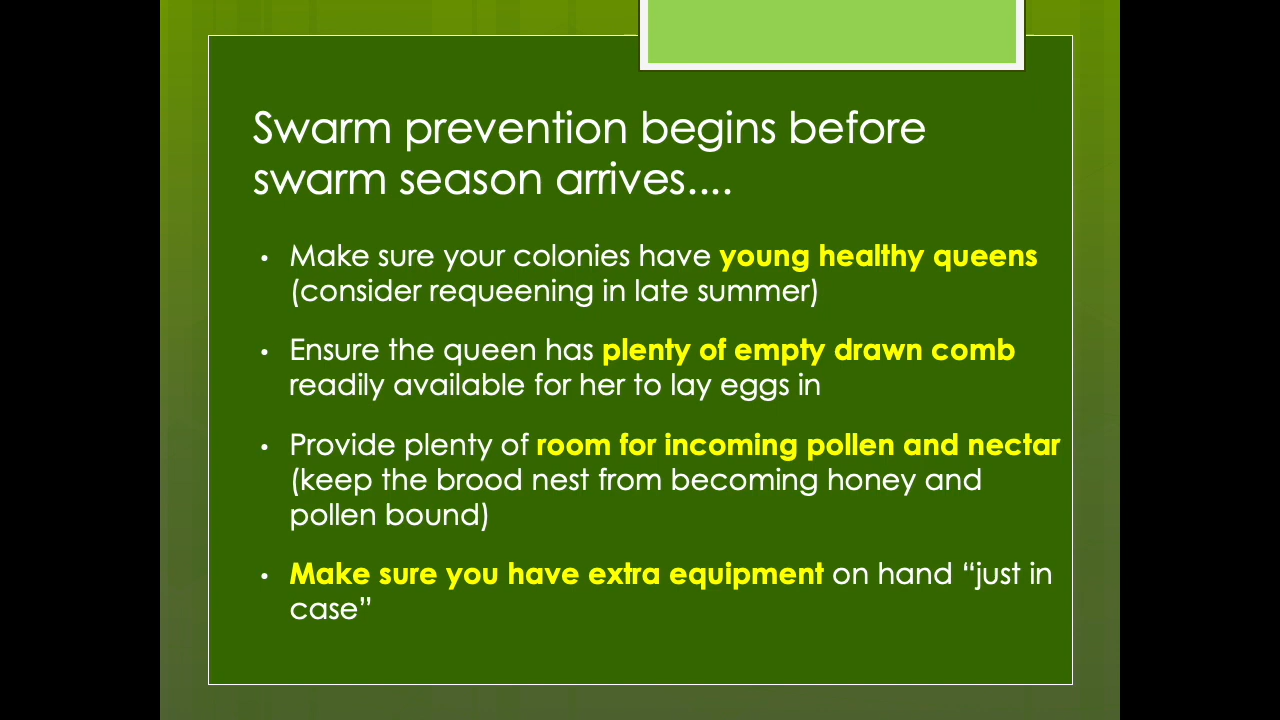 Swarm prevention begins before
swarm season arrives....
• Make sure your colonies have young healthy queens
(consider requeening in late summer)
• Ensure the queen has plenty of empty drawn comb
readily available for her to lay eggs in
• Provide plenty of room for incoming pollen and nectar
(keep the brood nest from becoming honey and
pollen bound)
• Make sure you have extra equipment on hand “just in
case”